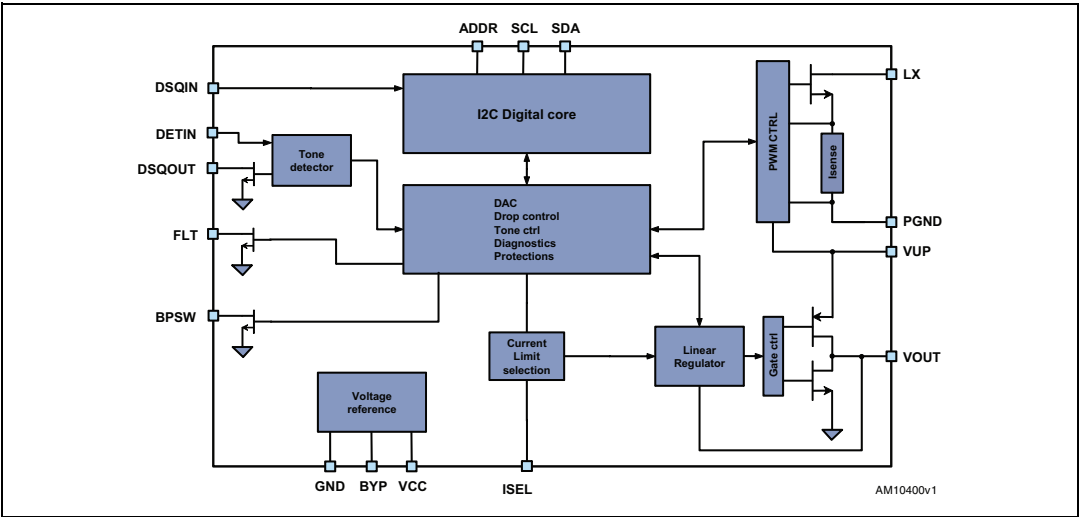 ADDR SCL SDA
DSQIN
I2C Digital core
LX
DETIN
Tone
detector
DSQOUT
PWM CTRL
Isense
DAC
Drop control
Tone ctrl
Diagnostics
Protections
PGND
FLT
VUP
BPSW
Current
Limit
selection
Linear
Regulator
Gate ctrl
VOUT
Voltage
reference
GND BYP VCC
ISEL
AM10400v1